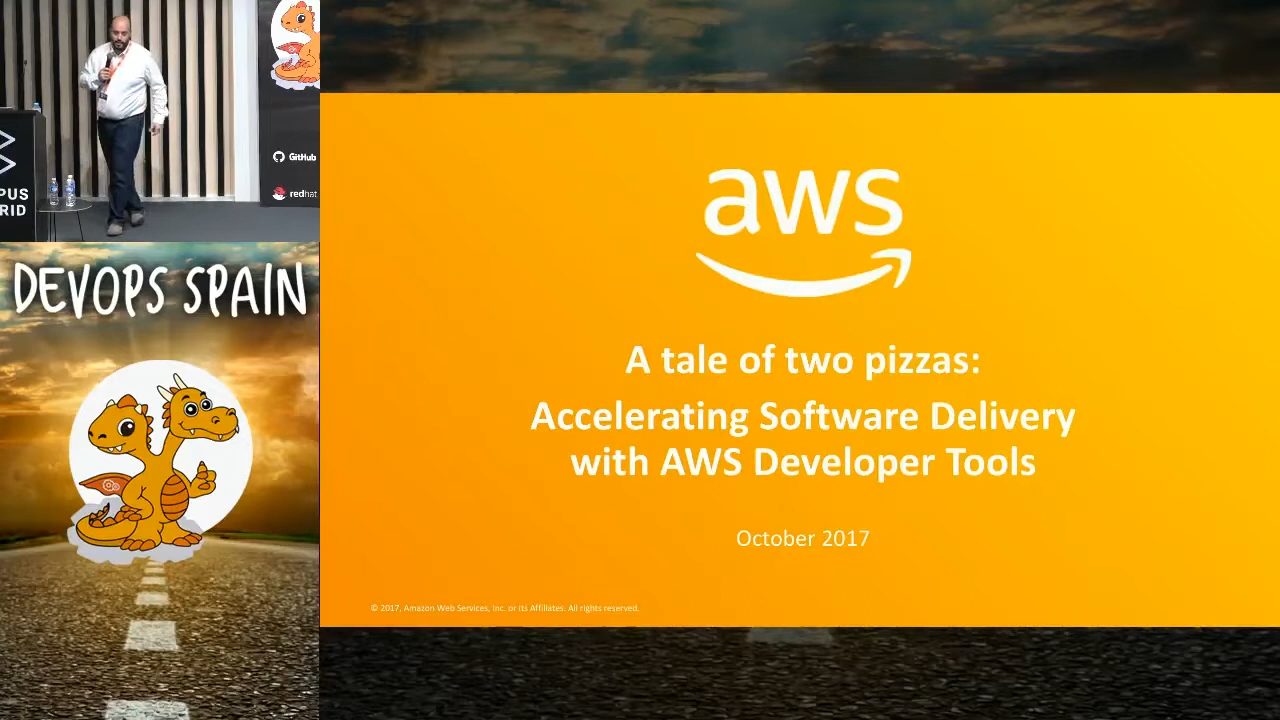 GitHub
redhat
PUS
RID
DEVOPS SPAIN
aws
A tale of two pizzas:
Accelerating Software Delivery
with AWS Developer Tools
October 2017
© 2017, Amazon Web Services, Inc. or its Affiliates. All rights reserved.